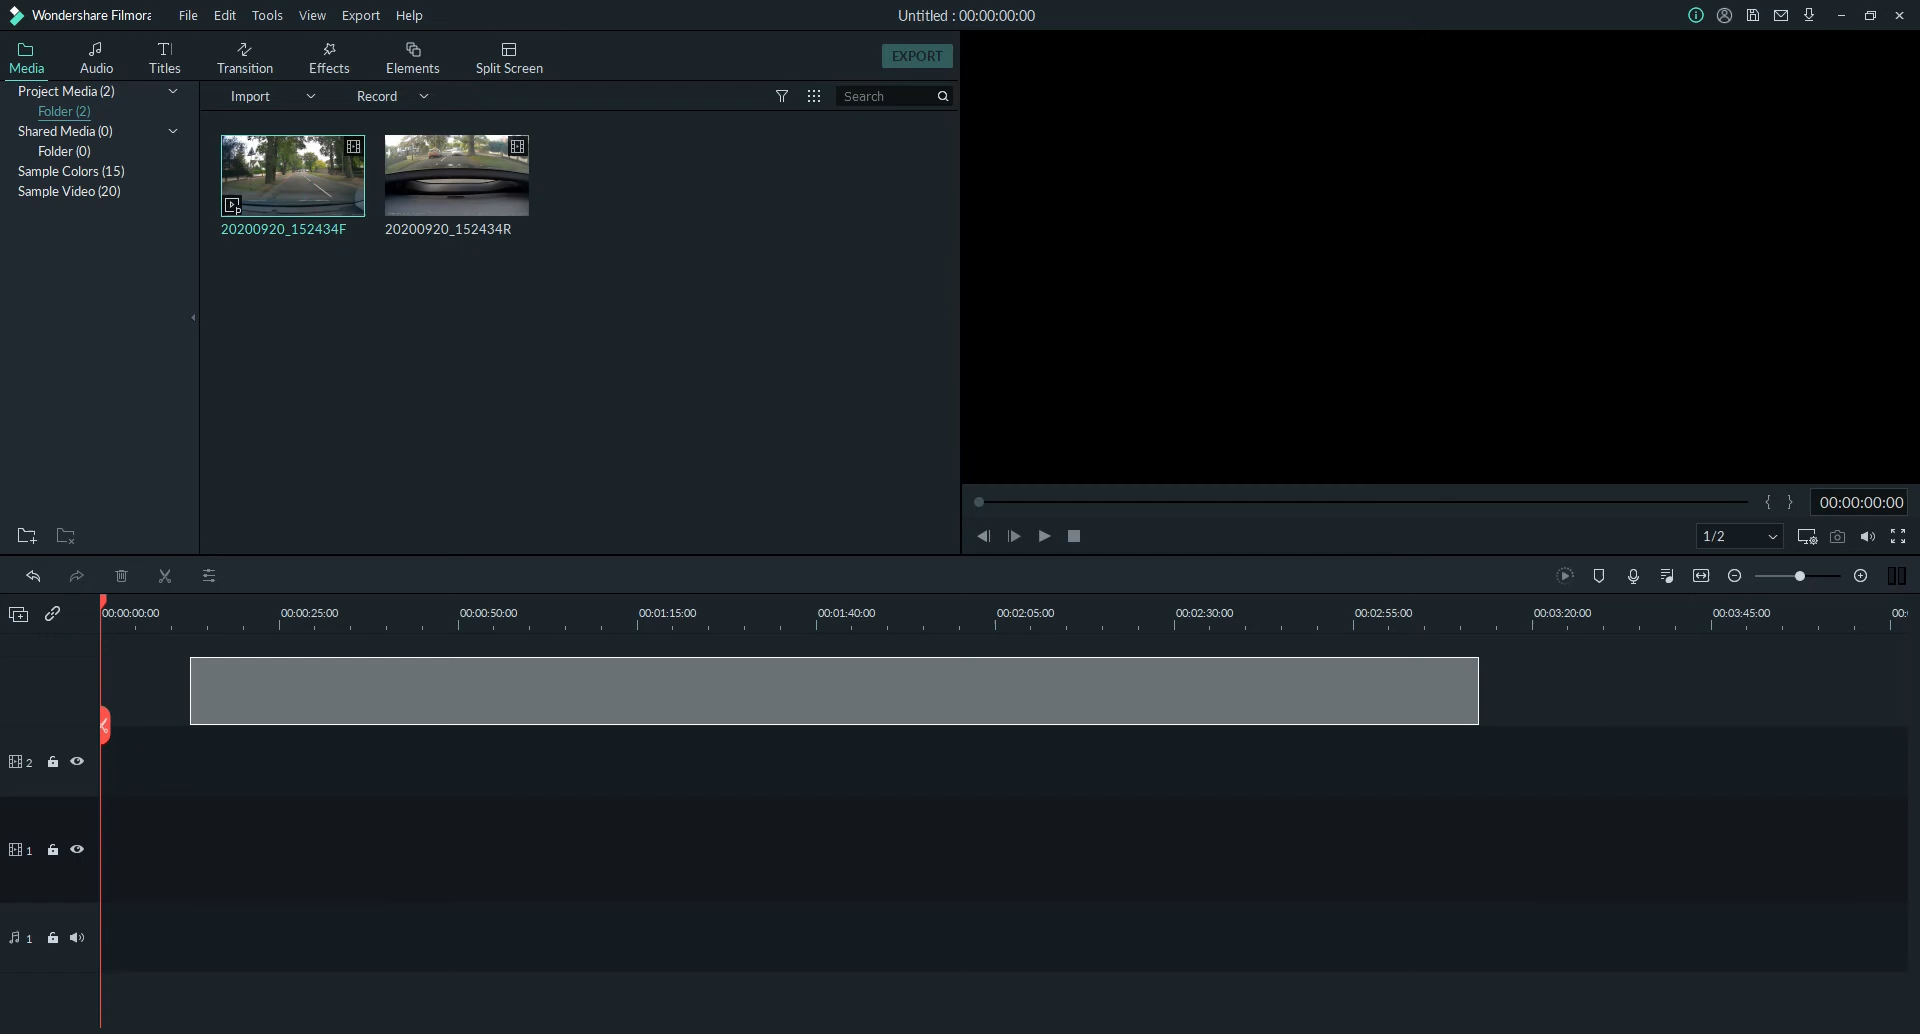 Wondershare Filmora File Edit Tools View Export Help Untitled : 00:00:00:00
Media Audio Titles Transition Effects Elements Split Screen EXPORT
Project Media (2) Import Record Search
Folder (2)
Shared Media (0)
Folder (0)
Sample Colors (15)
Sample Video (20)
20200920_152434F 20200920_152434R
00:00:00:00
1/2
00:00:00:00 00:00:25:00 00:00:50:00 00:01:15:00 00:01:40:00 00:02:05:00 00:02:30:00 00:02:55:00 00:03:20:00 00:03:45:00 00:
2
1
1